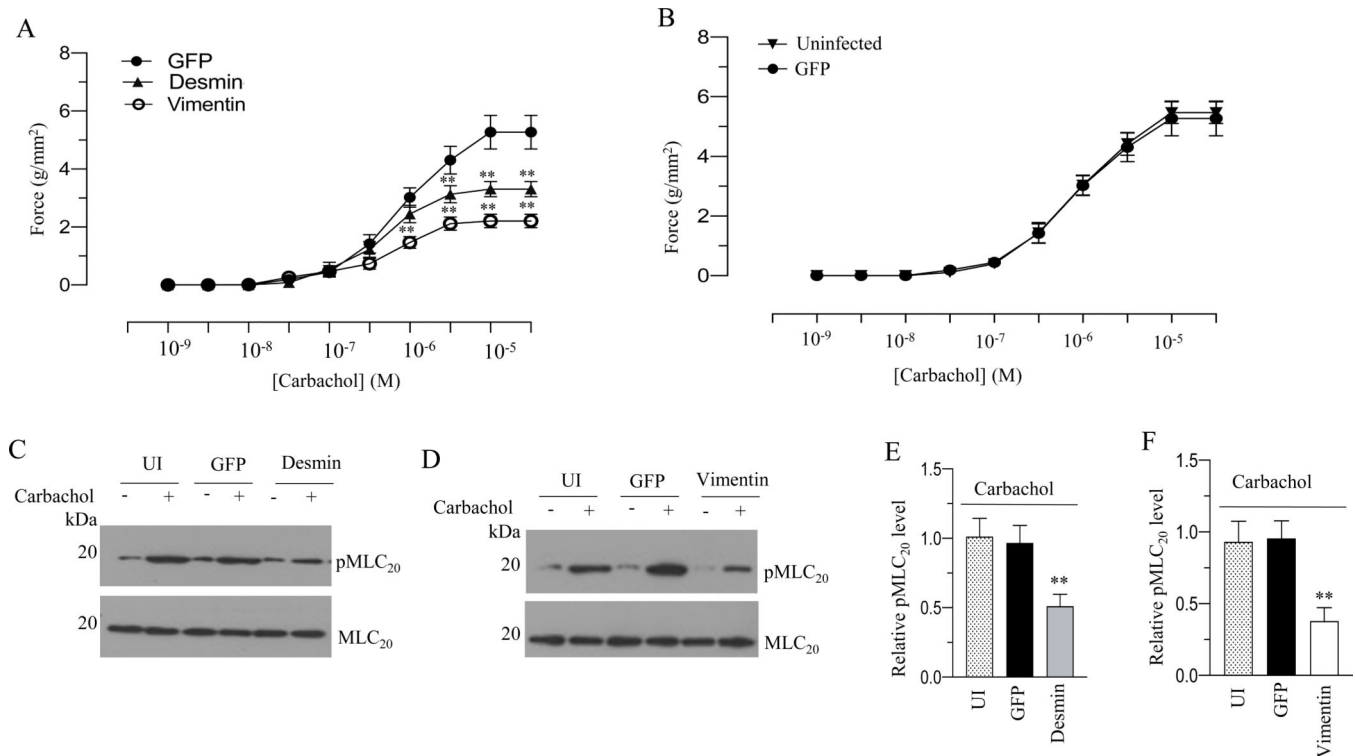 A
GFP
Desmin
Vimentin
8
6
4
2
0
Force (g/mm²)
** ** **
** ** ** **
10⁻⁹ 10⁻⁸ 10⁻⁷ 10⁻⁶ 10⁻⁵
[Carbachol] (M)
B
Uninfected
GFP
8
6
4
2
0
Force (g/mm²)
10⁻⁹ 10⁻⁸ 10⁻⁷ 10⁻⁶ 10⁻⁵
[Carbachol] (M)
C
UI GFP Desmin
Carbachol - + - + - +
kDa
20 pMLC₂₀
20 MLC₂₀
D
UI GFP Vimentin
Carbachol - + - + - +
kDa
20 pMLC₂₀
20 MLC₂₀
E
Relative pMLC₂₀ level
1.5
1.0
0.5
0.0
Carbachol
**
UI GFP Desmin
F
Relative pMLC₂₀ level
1.5
1.0
0.5
0.0
Carbachol
**
UI GFP Vimentin